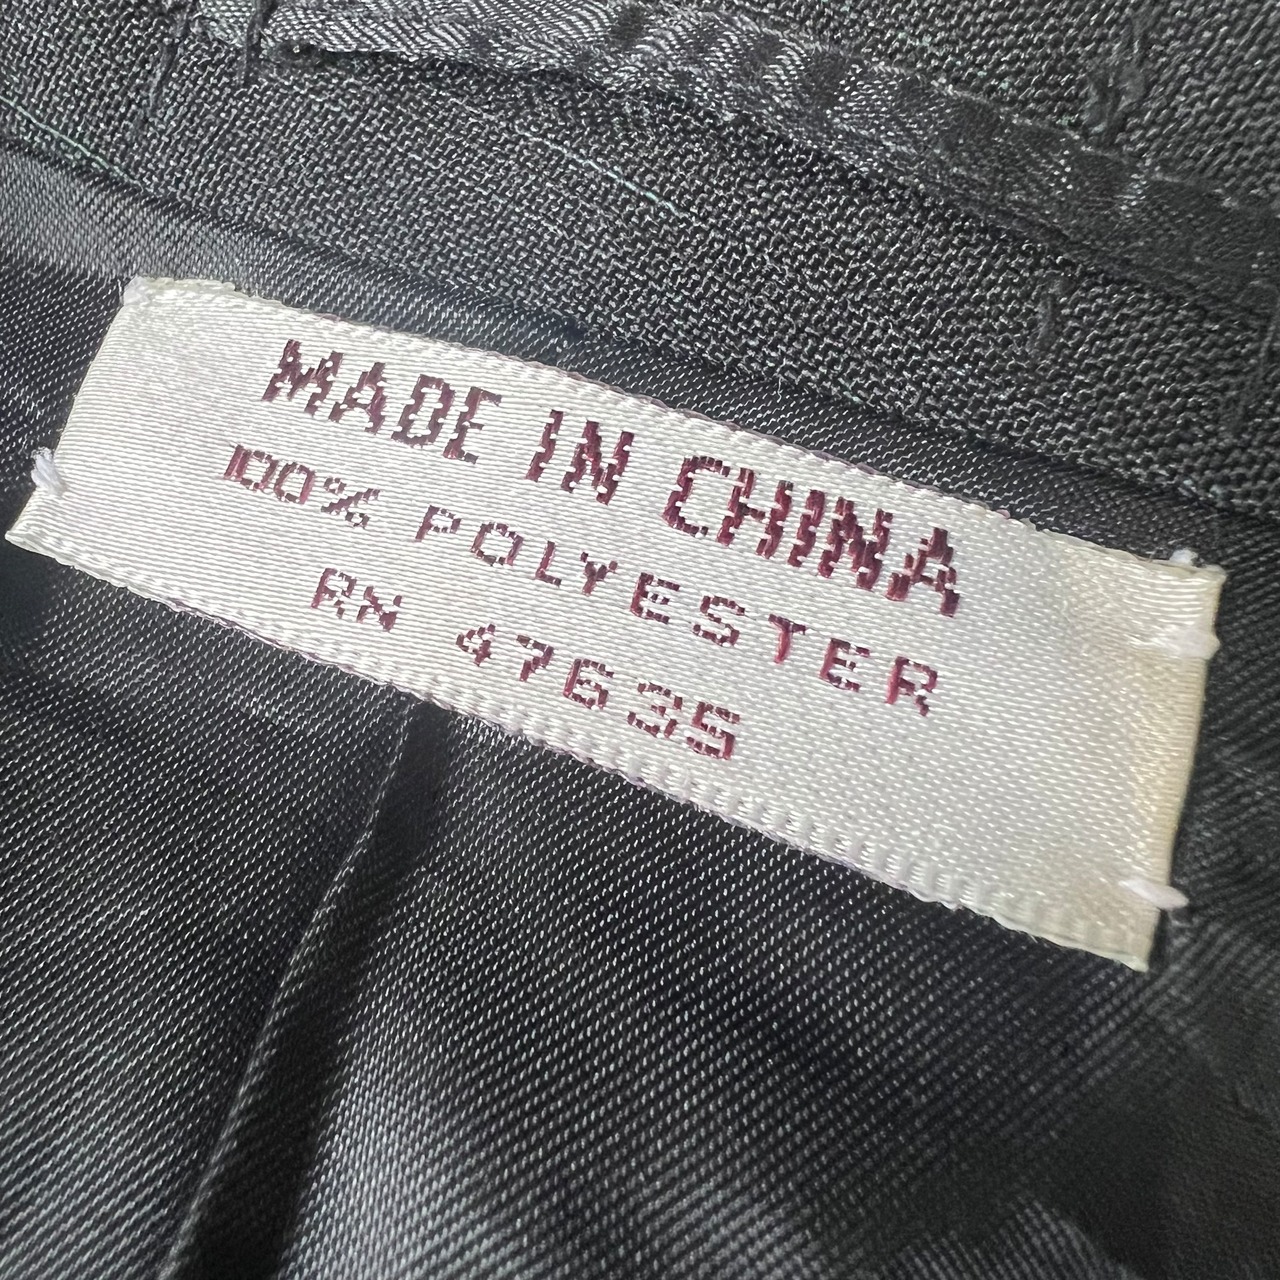 MADE IN CHINA
100% POLYESTER
RN 47635